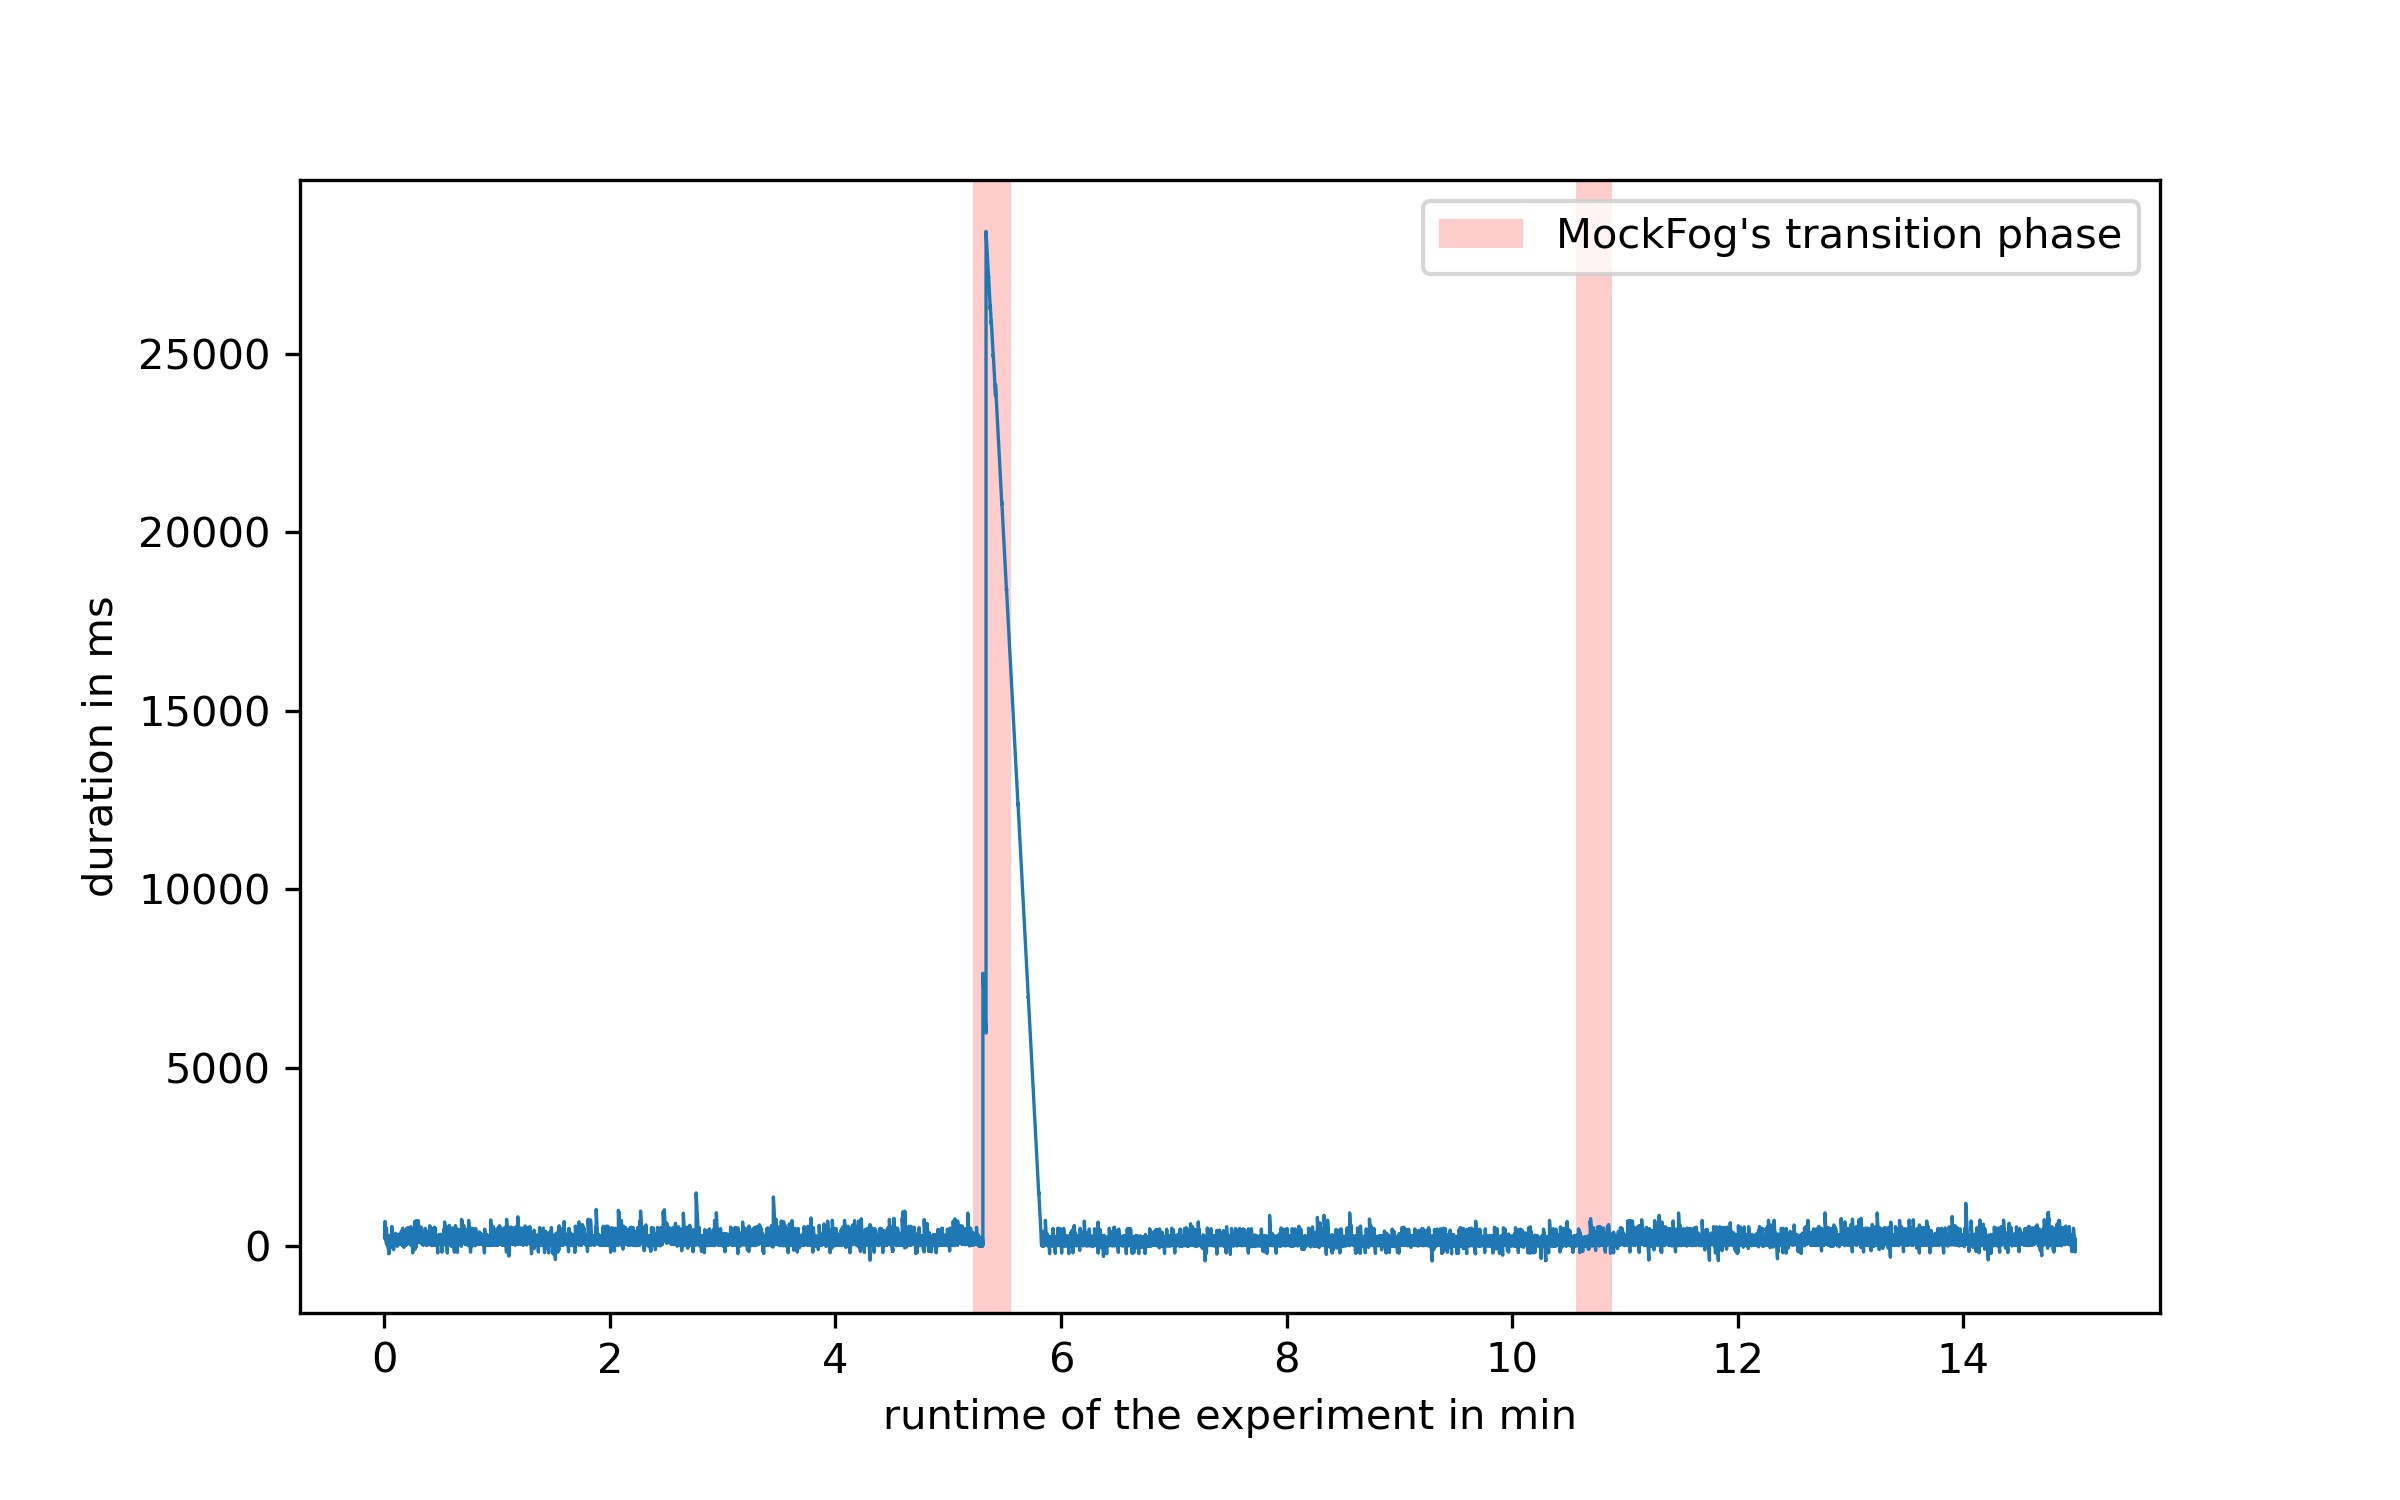 MockFog's transition phase
25000
20000
15000
10000
5000
0
duration in ms
0 2 4 6 8 10 12 14
runtime of the experiment in min